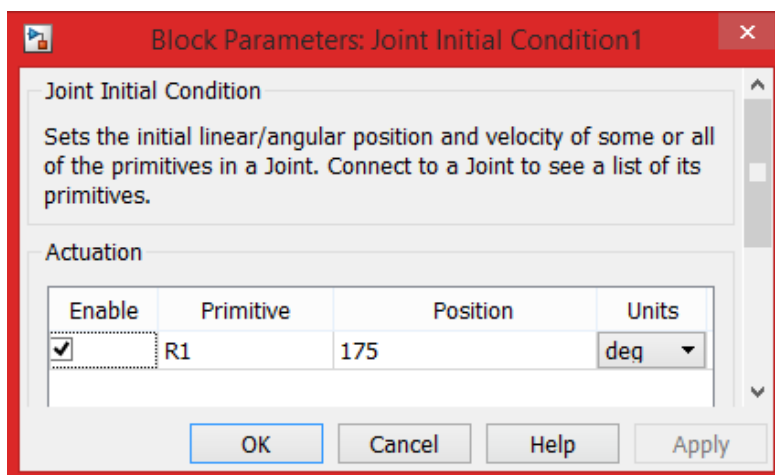 Block Parameters: Joint Initial Condition1
×
Joint Initial Condition
Sets the initial linear/angular position and velocity of some or all
of the primitives in a Joint. Connect to a Joint to see a list of its
primitives.
Actuation
Enable Primitive Position Units
R1 175 deg
OK Cancel Help Apply